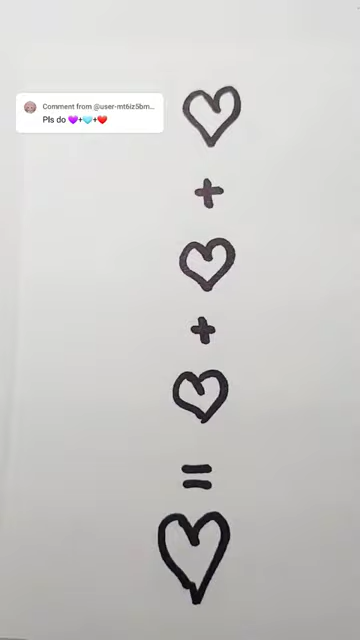 Comment from @user-mt6iz5bm...
Pls do 💜+🩵+❤️
+
+
=